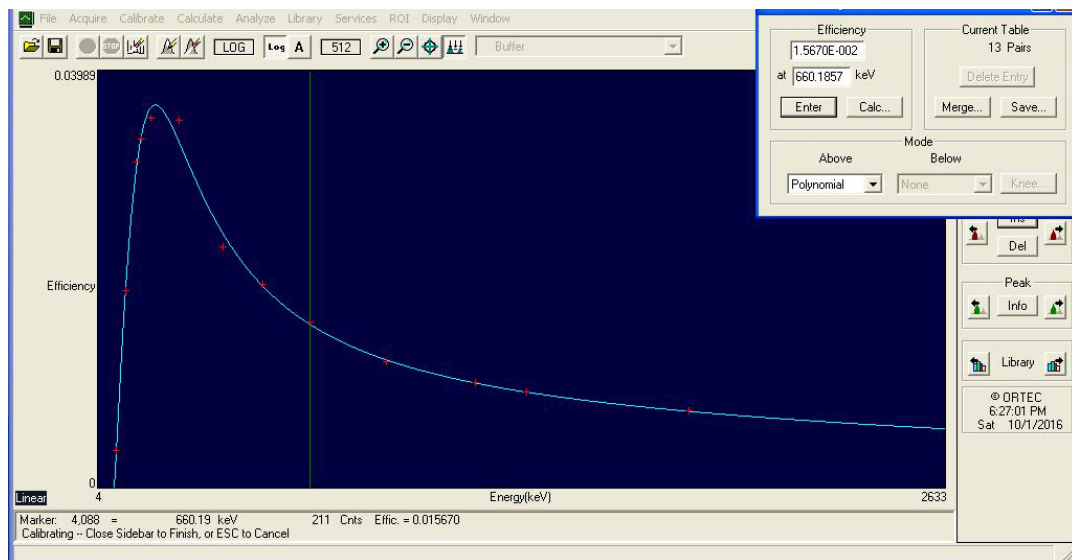 File Acquire Calibrate Calculate Analyze Library Services ROI Display Window
STOP LOG Log A 512 Buffer
0.03989
Efficiency
0
Linear
4
Energy(keV)
2633
Marker: 4,088 = 660.19 keV 211 Cnts Effic. = 0.015670
Calibrating -- Close Sidebar to Finish, or ESC to Cancel
Efficiency
1.5670E-002
at 660.1857 keV
Enter Calc...
Current Table
13 Pairs
Delete Entry
Merge... Save...
Mode
Above Below
Polynomial None Knee...
Del
Peak
Info
Library
© ORTEC
6:27:01 PM
Sat 10/1/2016